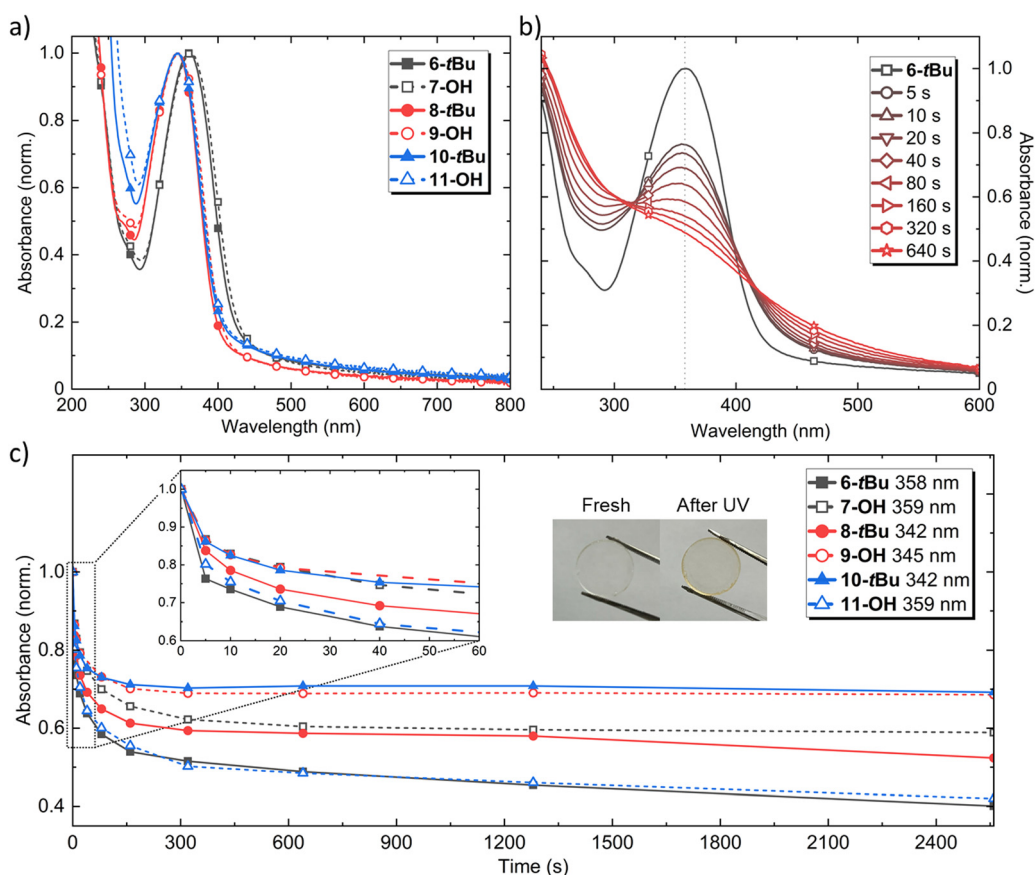 a)
1.0
0.8
0.6
0.4
0.2
0
Absorbance (norm.)
200 300 400 500 600 700 800
Wavelength (nm)
6-tBu
7-OH
8-tBu
9-OH
10-tBu
11-OH
b)
6-tBu
5 s
10 s
20 s
40 s
80 s
160 s
320 s
640 s
1.0
0.8
0.6
0.4
0.2
0
Absorbance (norm.)
300 400 500 600
Wavelength (nm)
c)
1.0
0.8
0.6
0.4
Absorbance (norm.)
0 300 600 900 1200 1500 1800 2100 2400
Time (s)
1.0
0.9
0.8
0.7
0.6
0 10 20 30 40 50 60
Fresh
After UV
6-tBu 358 nm
7-OH 359 nm
8-tBu 342 nm
9-OH 345 nm
10-tBu 342 nm
11-OH 359 nm